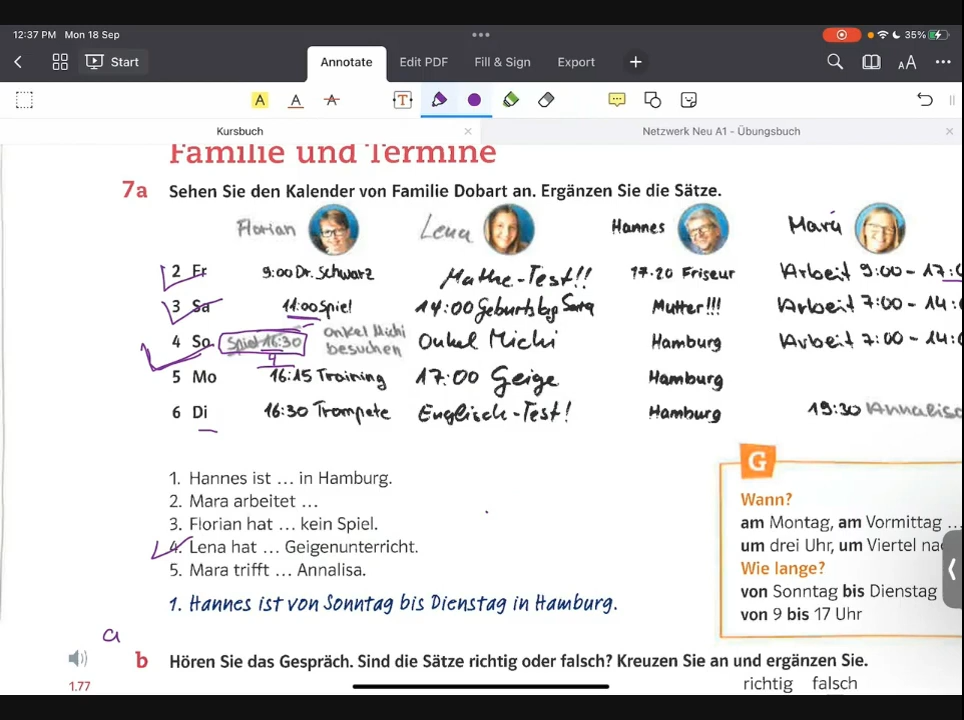 12:37 PM Mon 18 Sep
35%
Start
Annotate
Edit PDF
Fill & Sign
Export
Kursbuch
Netzwerk Neu A1 - Übungsbuch
Familie und Termine
7a Sehen Sie den Kalender von Familie Dobart an. Ergänzen Sie die Sätze.
Florian Lena Hannes
2 Fr 9:00 Dr. Schwarz Mathe-Test!! 17:20 Friseur Arbeit 9:00 - 17:0
3 Sa 14:00 Spiel 14:00 Geburtstag Sara Mutter!!! Arbeit 7:00 - 14:0
4 So Spiel 16:30 Onkel Michi besuchen Onkel Michi Hamburg Arbeit 7:00 - 14:0
5 Mo 16:15 Training 17:00 Geige Hamburg
6 Di 16:30 Trompete Englisch-Test! Hamburg 19:30 Annalisa
1. Hannes ist ... in Hamburg.
2. Mara arbeitet ...
3. Florian hat ... kein Spiel.
4. Lena hat ... Geigenunterricht.
5. Mara trifft ... Annalisa.
1. Hannes ist von Sonntag bis Dienstag in Hamburg.
G
Wann?
am Montag, am Vormittag ...
um drei Uhr, um Viertel na
Wie lange?
von Sonntag bis Dienstag
von 9 bis 17 Uhr
a
b Hören Sie das Gespräch. Sind die Sätze richtig oder falsch? Kreuzen Sie an und ergänzen Sie.
1.77
richtig falsch